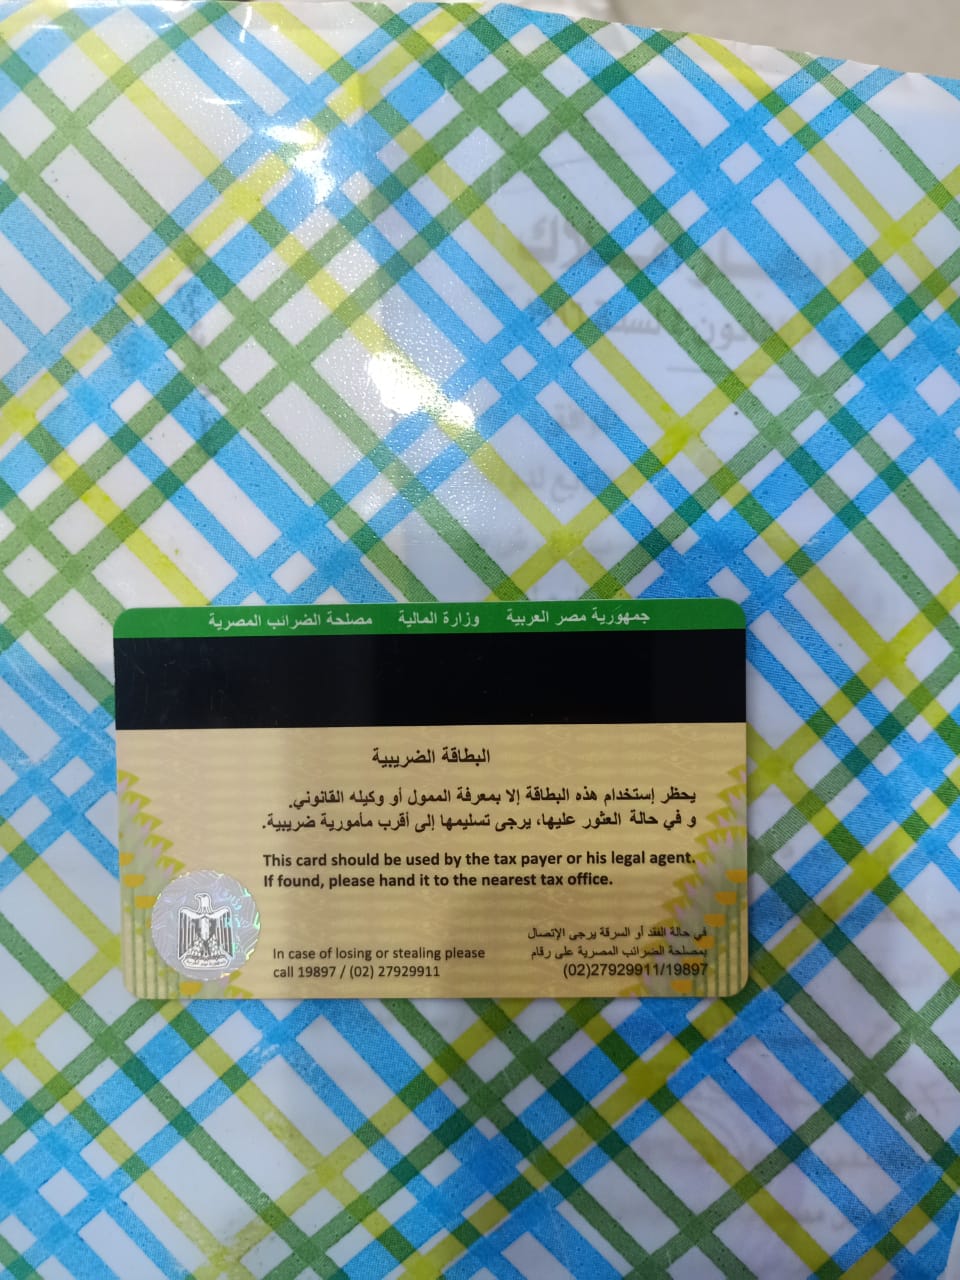 جمهورية مصر العربية وزارة المالية مصلحة الضرائب المصرية
البطاقة الضريبية
يحظر إستخدام هذه البطاقة إلا بمعرفة الممول أو وكيله القانوني.
و في حالة العثور عليها، يرجى تسليمها إلى أقرب مأمورية ضريبية.
This card should be used by the tax payer or his legal agent.
If found, please hand it to the nearest tax office.
في حالة الفقد أو السرقة يرجى الإتصال
بمصلحة الضرائب المصرية على رقام
(02)27929911/19897
In case of losing or stealing please
call 19897 / (02) 27929911